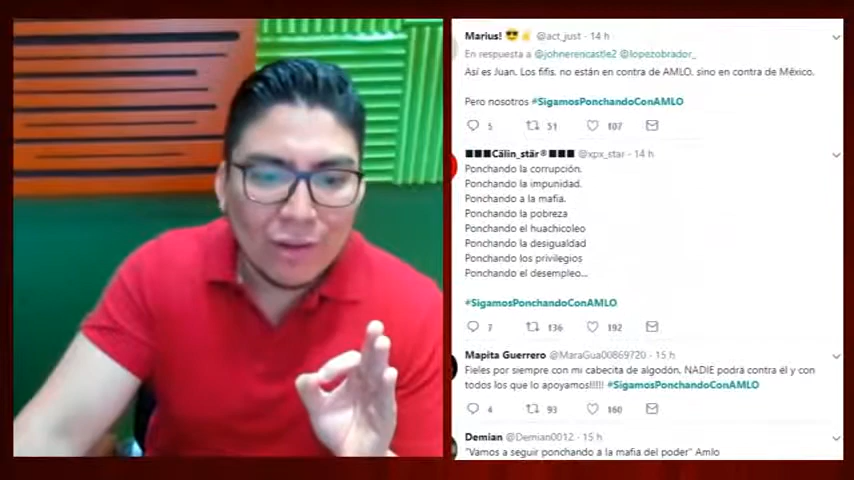 Marius! 😎☝ @act_just · 14 h
En respuesta a @johnerencastle2 @lopezobrador_
Así es Juan. Los fifís. no están en contra de AMLO. sino en contra de México.
Pero nosotros #SigamosPonchandoConAMLO
5 51 107
■■■Cälin_stär®■■■ @xpx_star · 14 h
Ponchando la corrupción.
Ponchando la impunidad.
Ponchando a la mafia.
Ponchando la pobreza
Ponchando el huachicoleo
Ponchando la desigualdad
Ponchando los privilegios
Ponchando el desempleo...
#SigamosPonchandoConAMLO
7 136 192
Mapita Guerrero @MaraGua00869720 · 15 h
Fieles por siempre con mi cabecita de algodón. NADIE podrá contra él y con
todos los que lo apoyamos!!!!! #SigamosPonchandoConAMLO
4 93 160
Demian @Demian0012 · 15 h
"Vamos a seguir ponchando a la mafia del poder" Amlo